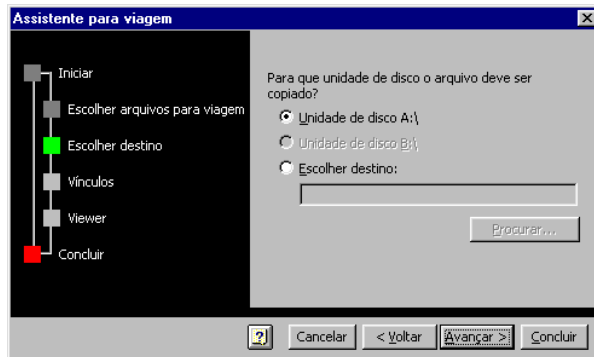 Assistente para viagem
Iniciar
Escolher arquivos para viagem
Escolher destino
Vínculos
Viewer
Concluir
Para que unidade de disco o arquivo deve ser
copiado?
Unidade de disco A:\
Unidade de disco B:\
Escolher destino:
Procurar...
? Cancelar < Voltar Avançar > Concluir